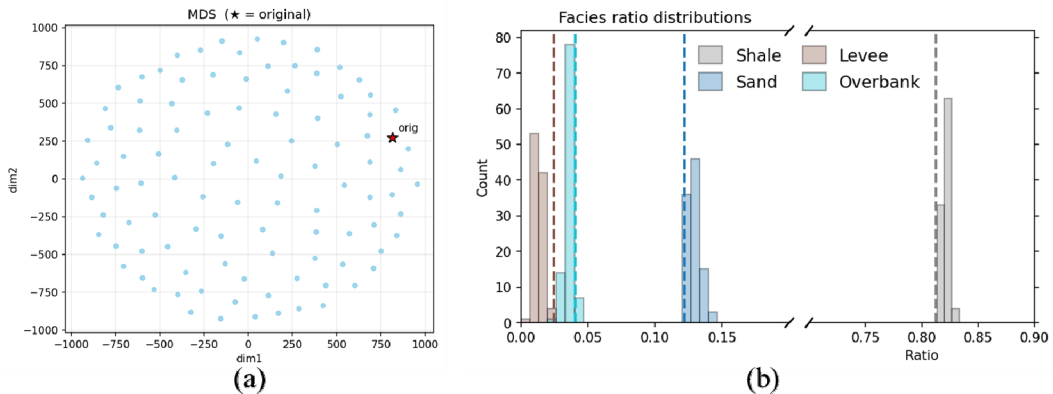 MDS (★ = original)
1000
750
500
250
0
−250
−500
−750
−1000
dim2
orig
−1000 −750 −500 −250 0 250 500 750 1000
dim1
(a)
Facies ratio distributions
80
70
60
50
40
30
20
10
0
Count
Shale Levee
Sand Overbank
0.00 0.05 0.10 0.15 0.75 0.80 0.85 0.90
Ratio
(b)